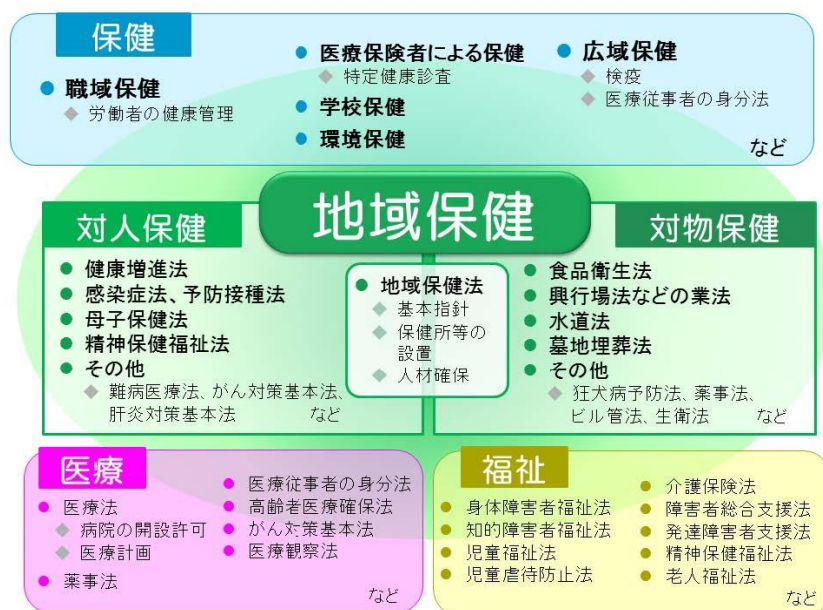 保健
職域保健
労働者の健康管理
医療保険者による保健
特定健康診査
学校保健
環境保健
広域保健
検疫
医療従事者の身分法
など
地域保健
対人保健
健康増進法
感染症法、予防接種法
母子保健法
精神保健福祉法
その他
難病医療法、がん対策基本法、
肝炎対策基本法 など
地域保健法
基本指針
保健所等の
設置
人材確保
対物保健
食品衛生法
興行場法などの業法
水道法
墓地埋葬法
その他
狂犬病予防法、薬事法、
ビル管法、生衛法 など
医療
医療法
病院の開設許可
医療計画
薬事法
医療従事者の身分法
高齢者医療確保法
がん対策基本法
医療観察法
など
福祉
身体障害者福祉法
知的障害者福祉法
児童福祉法
児童虐待防止法
介護保険法
障害者総合支援法
発達障害者支援法
精神保健福祉法
老人福祉法
など